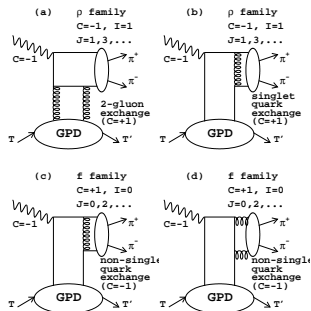 (a) ρ family
C=-1, I=1
J=1,3,...
C=-1
π+
π-
2-gluon
exchange
(C=+1)
T
GPD
T'
(b) ρ family
C=-1, I=1
J=1,3,...
C=-1
π+
π-
singlet
quark
exchange
(C=+1)
T
GPD
T'
(c) f family
C=+1, I=0
J=0,2,...
C=-1
π+
π-
non-singlet
quark
exchange
(C=-1)
T
GPD
T'
(d) f family
C=+1, I=0
J=0,2,...
C=-1
π+
π-
non-singlet
quark
exchange
(C=-1)
T
GPD
T'